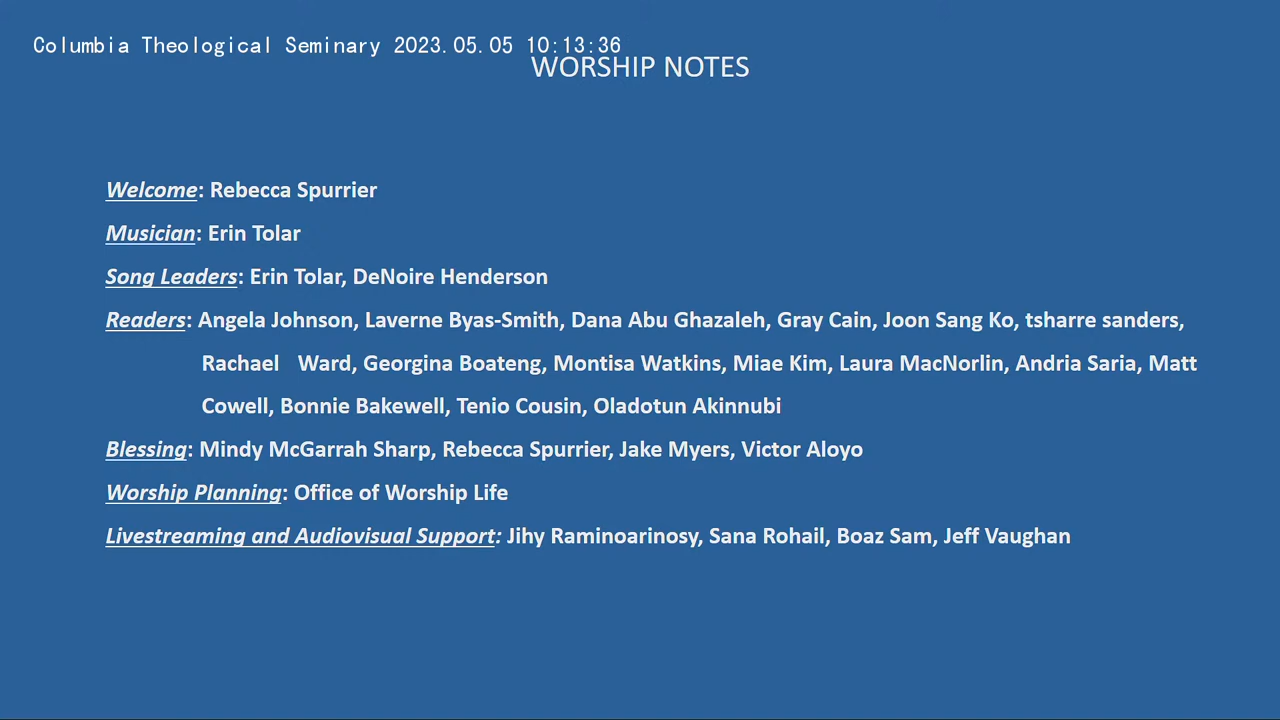 Columbia Theological Seminary 2023.05.05 10:13:36
WORSHIP NOTES
Welcome: Rebecca Spurrier
Musician: Erin Tolar
Song Leaders: Erin Tolar, DeNoire Henderson
Readers: Angela Johnson, Laverne Byas-Smith, Dana Abu Ghazaleh, Gray Cain, Joon Sang Ko, tsharre sanders,
Rachael Ward, Georgina Boateng, Montisa Watkins, Miae Kim, Laura MacNorlin, Andria Saria, Matt
Cowell, Bonnie Bakewell, Tenio Cousin, Oladotun Akinnubi
Blessing: Mindy McGarrah Sharp, Rebecca Spurrier, Jake Myers, Victor Aloyo
Worship Planning: Office of Worship Life
Livestreaming and Audiovisual Support: Jihy Raminoarinosy, Sana Rohail, Boaz Sam, Jeff Vaughan